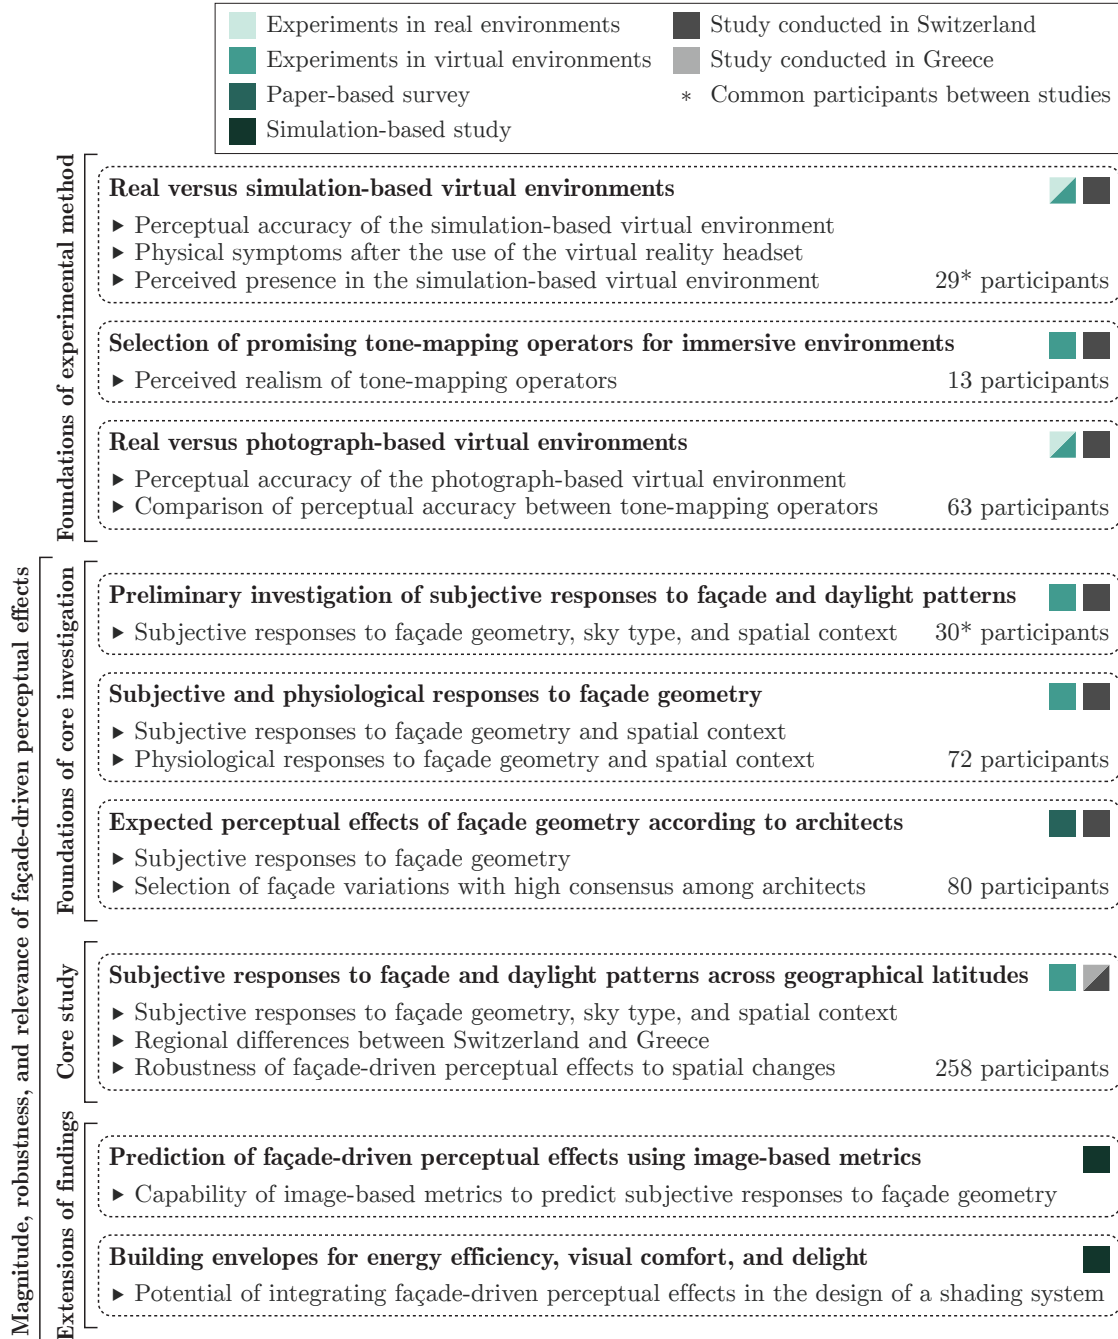 Experiments in real environments
Experiments in virtual environments
Paper-based survey
Simulation-based study
Study conducted in Switzerland
Study conducted in Greece
* Common participants between studies
Magnitude, robustness, and relevance of façade-driven perceptual effects
Foundations of experimental method
Real versus simulation-based virtual environments
▸ Perceptual accuracy of the simulation-based virtual environment
▸ Physical symptoms after the use of the virtual reality headset
▸ Perceived presence in the simulation-based virtual environment 29* participants
Selection of promising tone-mapping operators for immersive environments
▸ Perceived realism of tone-mapping operators 13 participants
Real versus photograph-based virtual environments
▸ Perceptual accuracy of the photograph-based virtual environment
▸ Comparison of perceptual accuracy between tone-mapping operators 63 participants
Foundations of core investigation
Preliminary investigation of subjective responses to façade and daylight patterns
▸ Subjective responses to façade geometry, sky type, and spatial context 30* participants
Subjective and physiological responses to façade geometry
▸ Subjective responses to façade geometry and spatial context
▸ Physiological responses to façade geometry and spatial context 72 participants
Expected perceptual effects of façade geometry according to architects
▸ Subjective responses to façade geometry
▸ Selection of façade variations with high consensus among architects 80 participants
Core study
Subjective responses to façade and daylight patterns across geographical latitudes
▸ Subjective responses to façade geometry, sky type, and spatial context
▸ Regional differences between Switzerland and Greece
▸ Robustness of façade-driven perceptual effects to spatial changes 258 participants
Extensions of findings
Prediction of façade-driven perceptual effects using image-based metrics
▸ Capability of image-based metrics to predict subjective responses to façade geometry
Building envelopes for energy efficiency, visual comfort, and delight
▸ Potential of integrating façade-driven perceptual effects in the design of a shading system